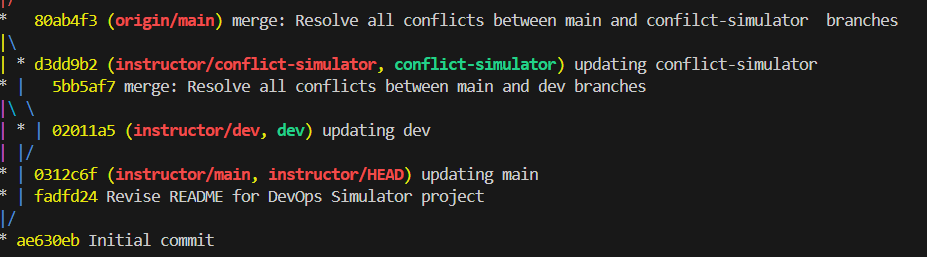 |/
*   80ab4f3 (origin/main) merge: Resolve all conflicts between main and confilct-simulator  branches
|\
| * d3dd9b2 (instructor/conflict-simulator, conflict-simulator) updating conflict-simulator
* |   5bb5af7 merge: Resolve all conflicts between main and dev branches
|\ \
| * | 02011a5 (instructor/dev, dev) updating dev
| |/
* | 0312c6f (instructor/main, instructor/HEAD) updating main
* | fadfd24 Revise README for DevOps Simulator project
|/
* ae630eb Initial commit